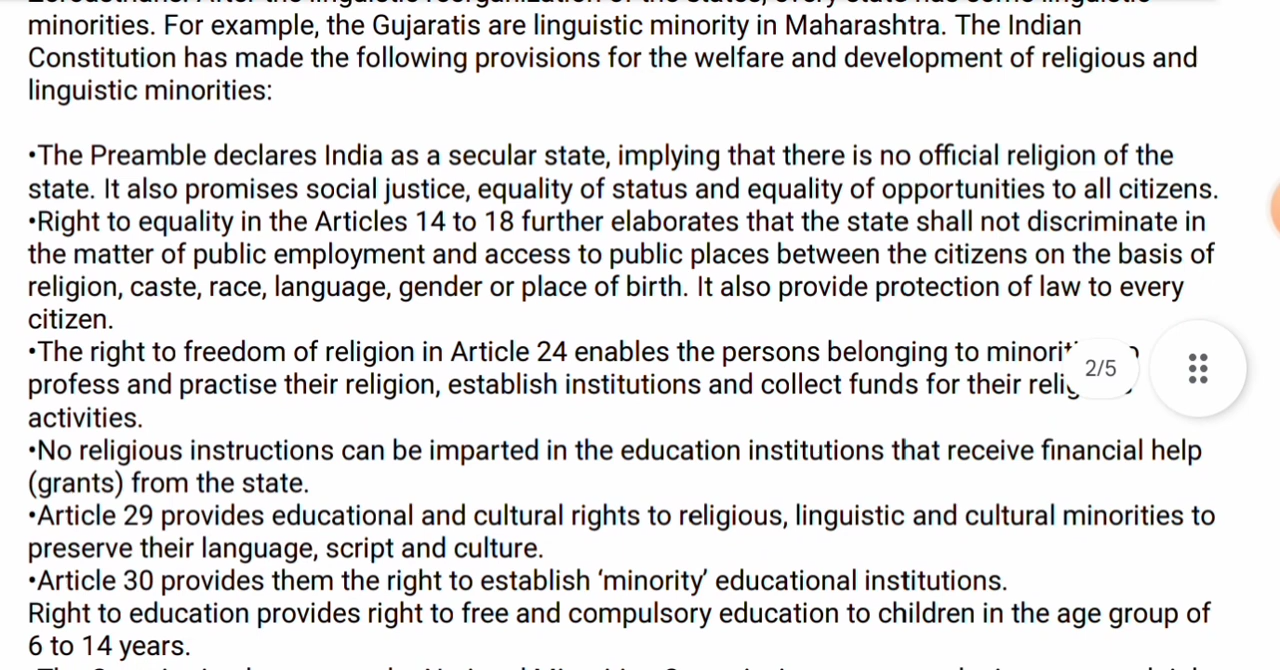 minorities. For example, the Gujaratis are linguistic minority in Maharashtra. The Indian
Constitution has made the following provisions for the welfare and development of religious and
linguistic minorities:
•The Preamble declares India as a secular state, implying that there is no official religion of the
state. It also promises social justice, equality of status and equality of opportunities to all citizens.
•Right to equality in the Articles 14 to 18 further elaborates that the state shall not discriminate in
the matter of public employment and access to public places between the citizens on the basis of
religion, caste, race, language, gender or place of birth. It also provide protection of law to every
citizen.
•The right to freedom of religion in Article 24 enables the persons belonging to
2/5
profess and practise their religion, establish institutions and collect funds for their
activities.
•No religious instructions can be imparted in the education institutions that receive financial help
(grants) from the state.
•Article 29 provides educational and cultural rights to religious, linguistic and cultural minorities to
preserve their language, script and culture.
•Article 30 provides them the right to establish ‘minority’ educational institutions.
Right to education provides right to free and compulsory education to children in the age group of
6 to 14 years.